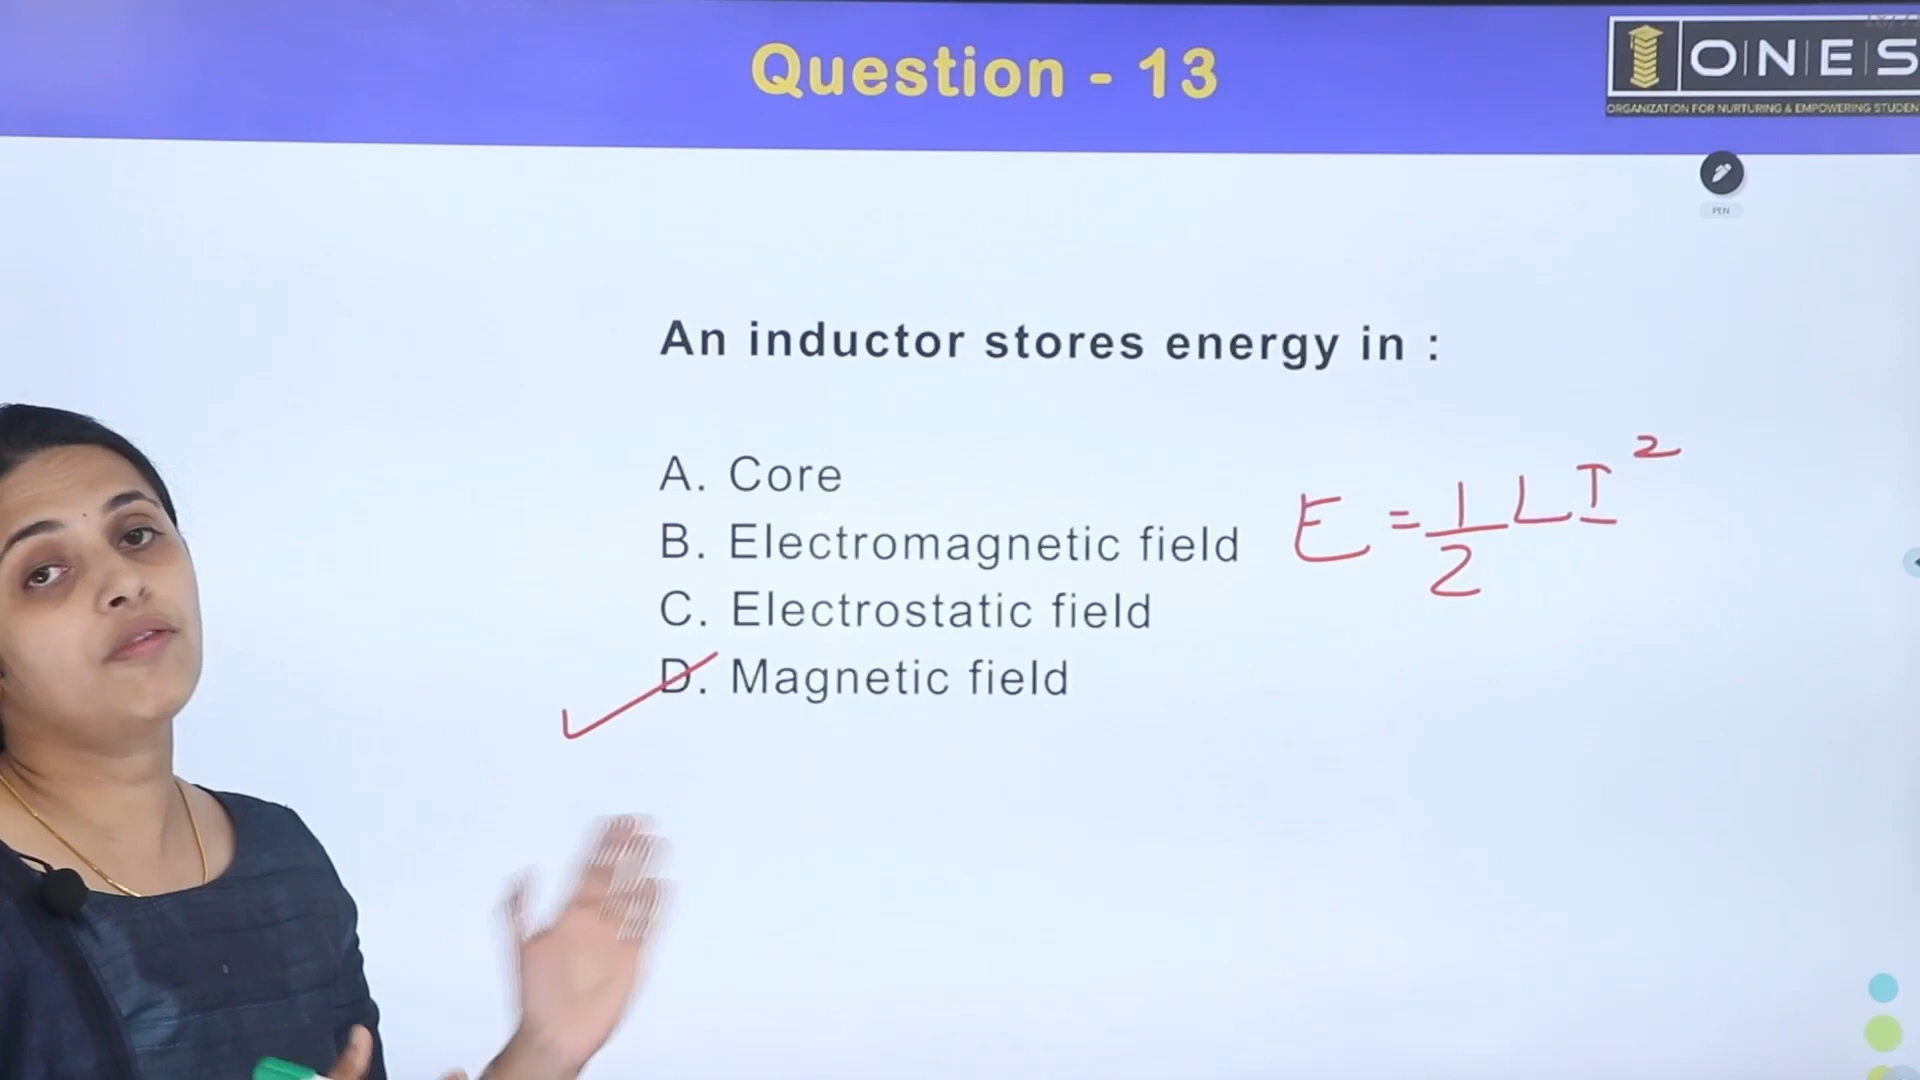 Question - 13
ONES
ORGANIZATION FOR NURTURING & EMPOWERING STUDEN
PEN
An inductor stores energy in :
A. Core
B. Electromagnetic field
C. Electrostatic field
D. Magnetic field
E = 1/2 LI²